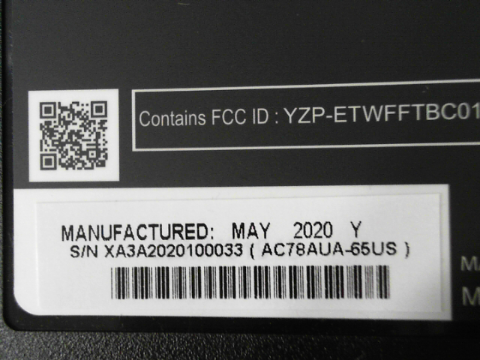 Contains FCC ID : YZP-ETWFFTBC01
MANUFACTURED: MAY 2020 Y
S/N XA3A2020100033 ( AC78AUA-65US )